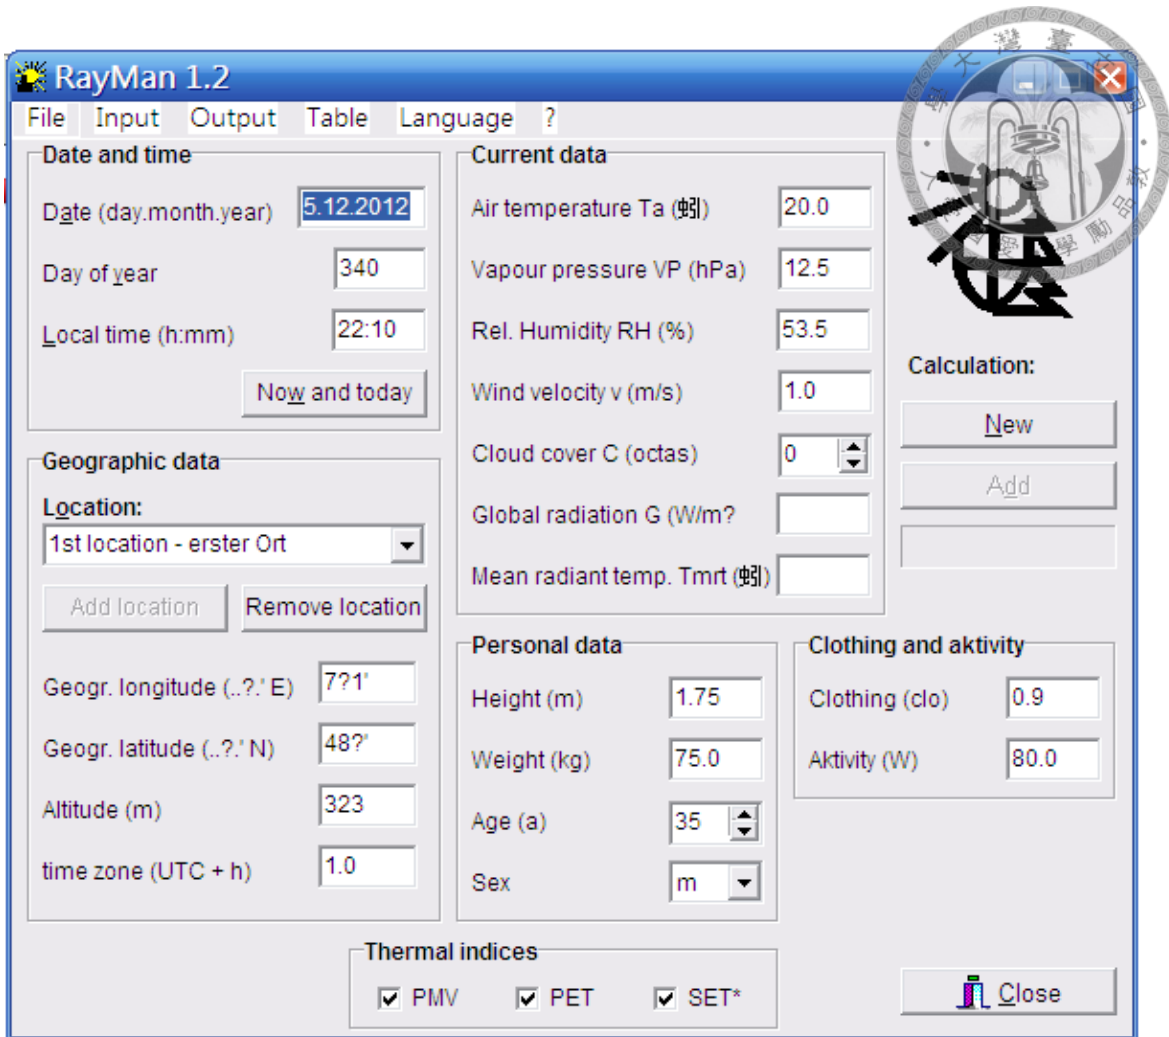 RayMan 1.2
File Input Output Table Language ?
Date and time
Date (day.month.year) 5.12.2012
Day of year 340
Local time (h:mm) 22:10
Now and today
Geographic data
Location:
1st location - erster Ort
Add location Remove location
Geogr. longitude (..?.' E) 7?1'
Geogr. latitude (..?.' N) 48?'
Altitude (m) 323
time zone (UTC + h) 1.0
Current data
Air temperature Ta (蚓) 20.0
Vapour pressure VP (hPa) 12.5
Rel. Humidity RH (%) 53.5
Wind velocity v (m/s) 1.0
Cloud cover C (octas) 0
Global radiation G (W/m?
Mean radiant temp. Tmrt (蚓)
Calculation:
New
Add
Personal data
Height (m) 1.75
Weight (kg) 75.0
Age (a) 35
Sex m
Clothing and aktivity
Clothing (clo) 0.9
Aktivity (W) 80.0
Thermal indices
PMV PET SET*
Close